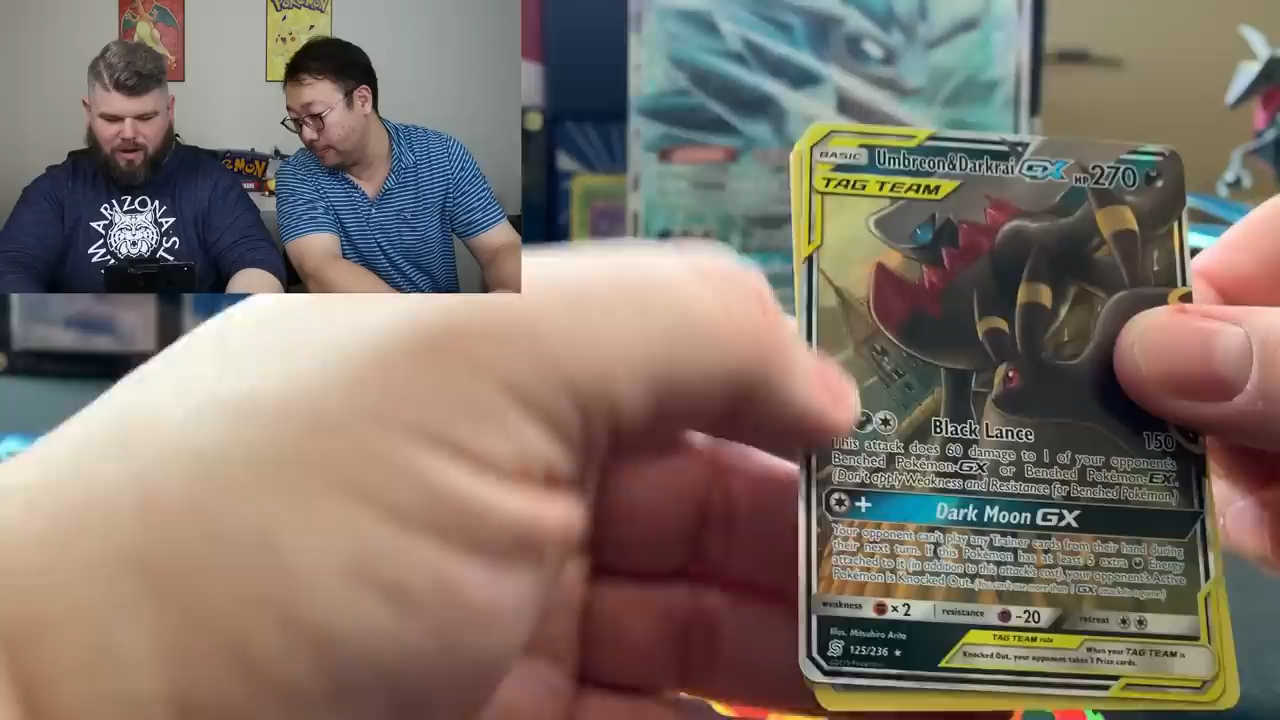 POKÉMON
ARIZONA ST
BASIC Umbreon&Darkrai GX HP270
TAG TEAM
Black Lance 150
This attack does 60 damage to 1 of your opponent's
Benched Pokémon-GX or Benched Pokémon-EX.
(Don't apply Weakness and Resistance for Benched Pokémon.)
+ Dark Moon GX
Your opponent can't play any Trainer cards from their hand during
their next turn. If this Pokémon has at least 5 extra Energy
attached to it (in addition to this attack's cost), your opponent's Active
Pokémon is Knocked Out. (You can't use more than 1 GX attack in a game.)
weakness ×2 resistance -20 retreat
Illus. Mitsuhiro Arita
125/236
TAG TEAM rule
When your TAG TEAM is
Knocked Out, your opponent takes 3 Prize cards.